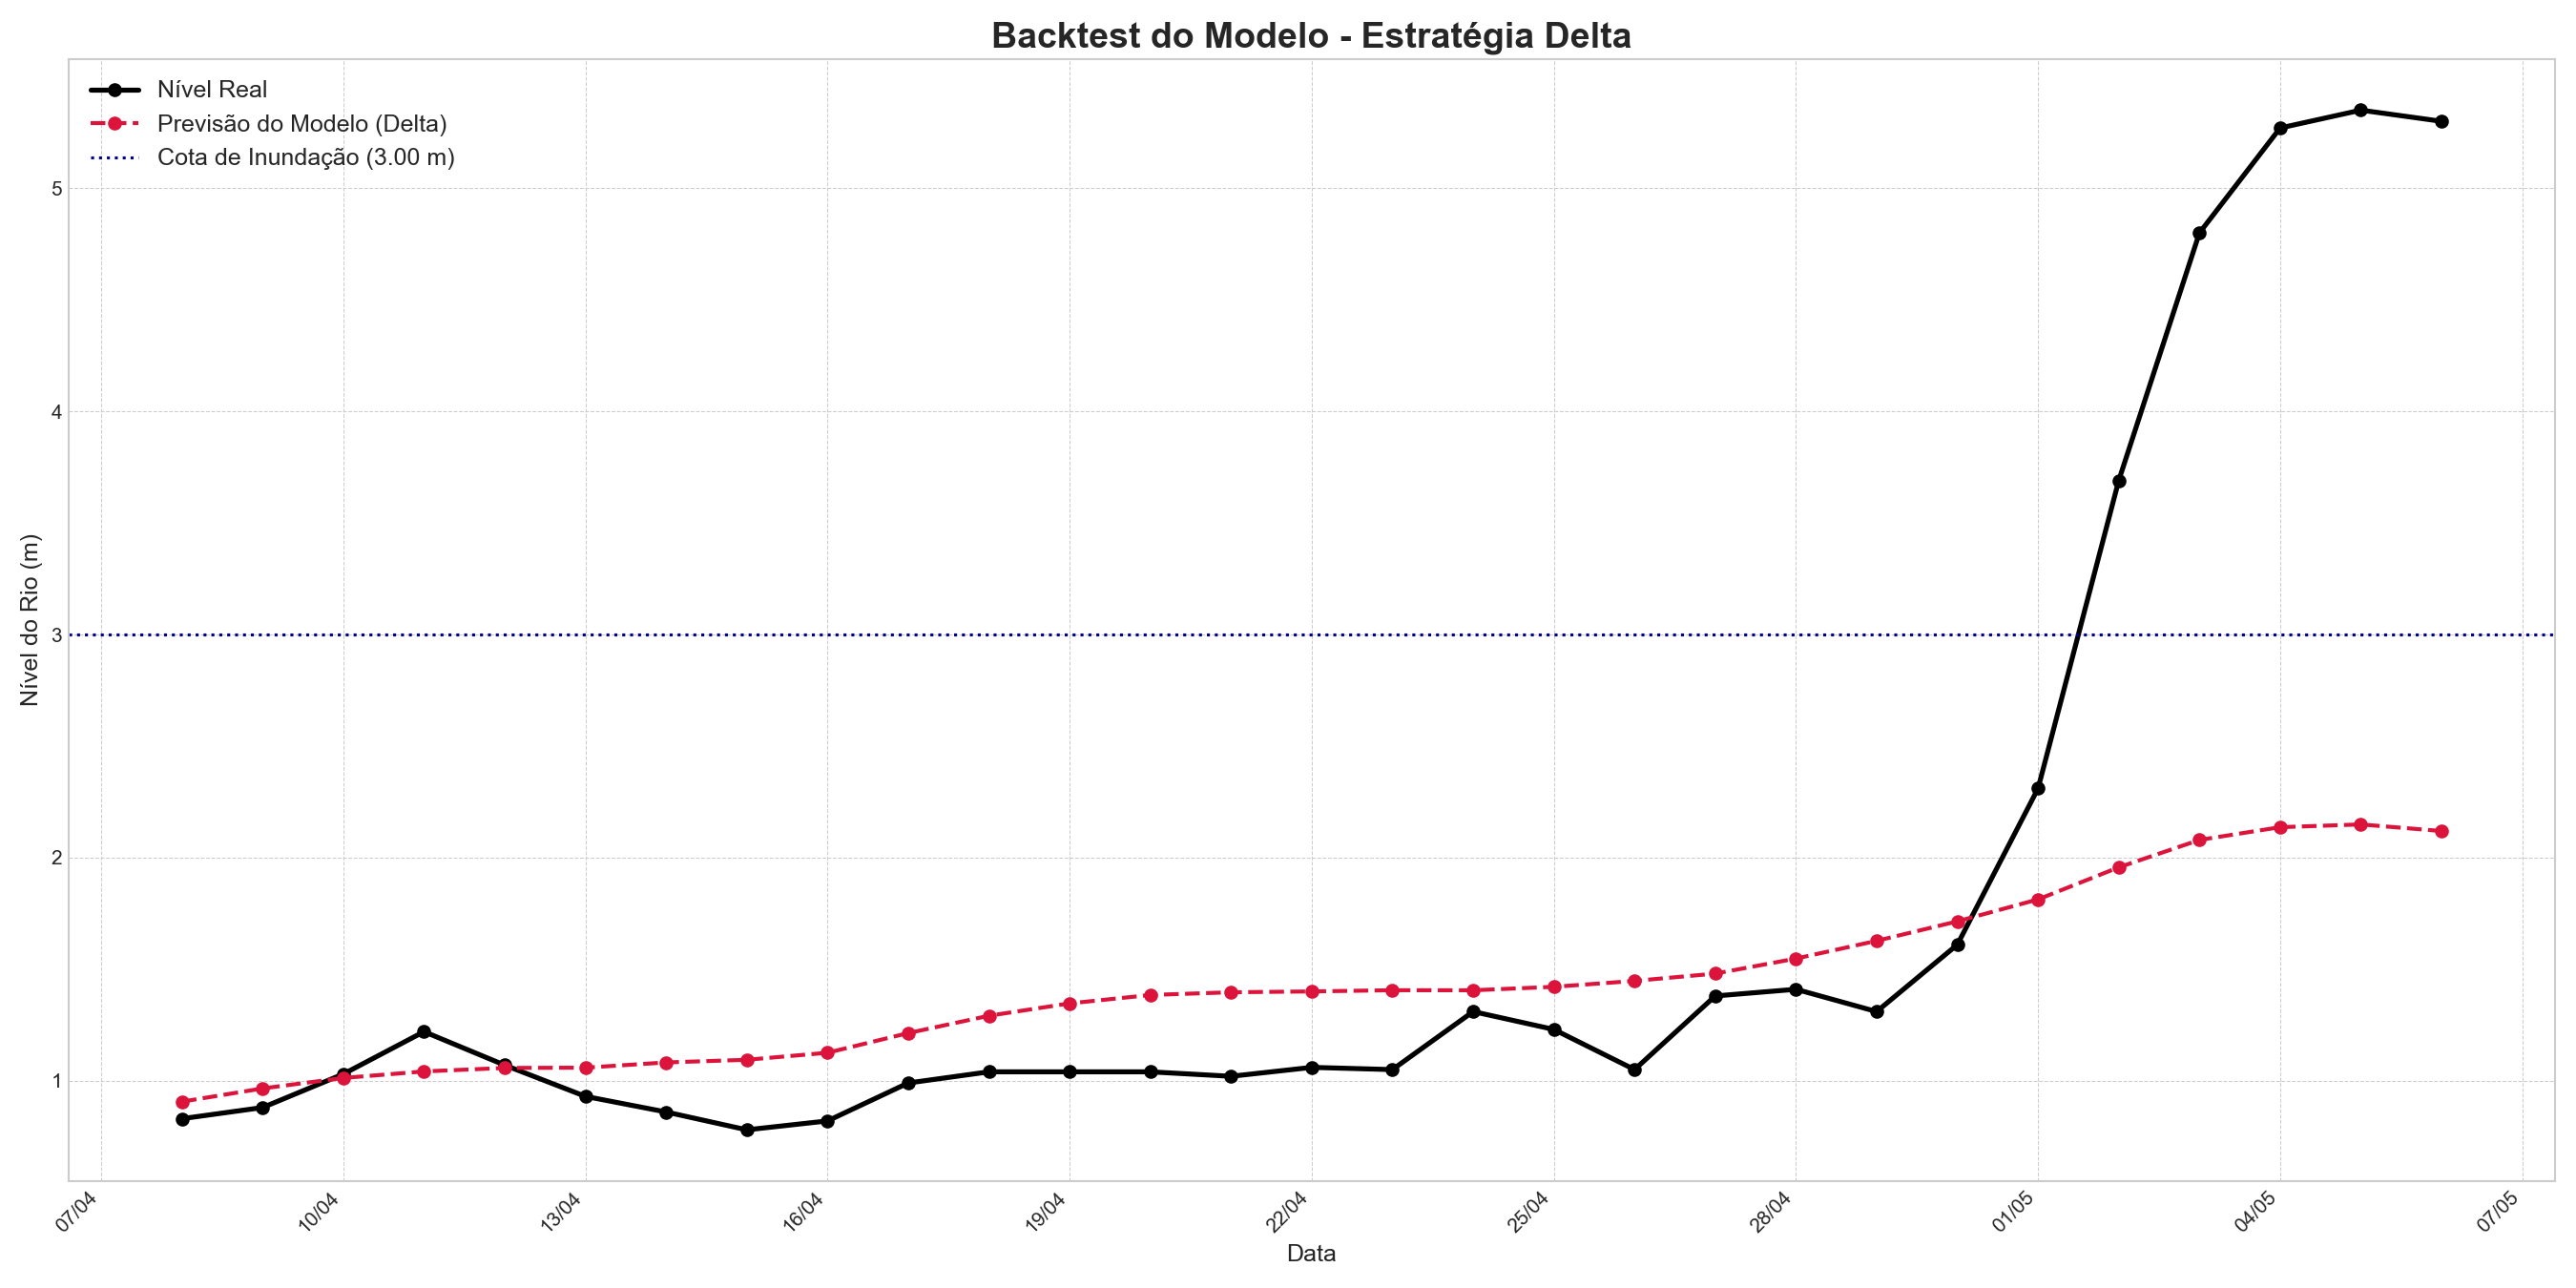 Backtest do Modelo - Estratégia Delta
Nível Real
Previsão do Modelo (Delta)
Cota de Inundação (3.00 m)
Nível do Rio (m)
5
4
3
2
1
07/04
10/04
13/04
16/04
19/04
22/04
25/04
28/04
01/05
04/05
07/05
Data